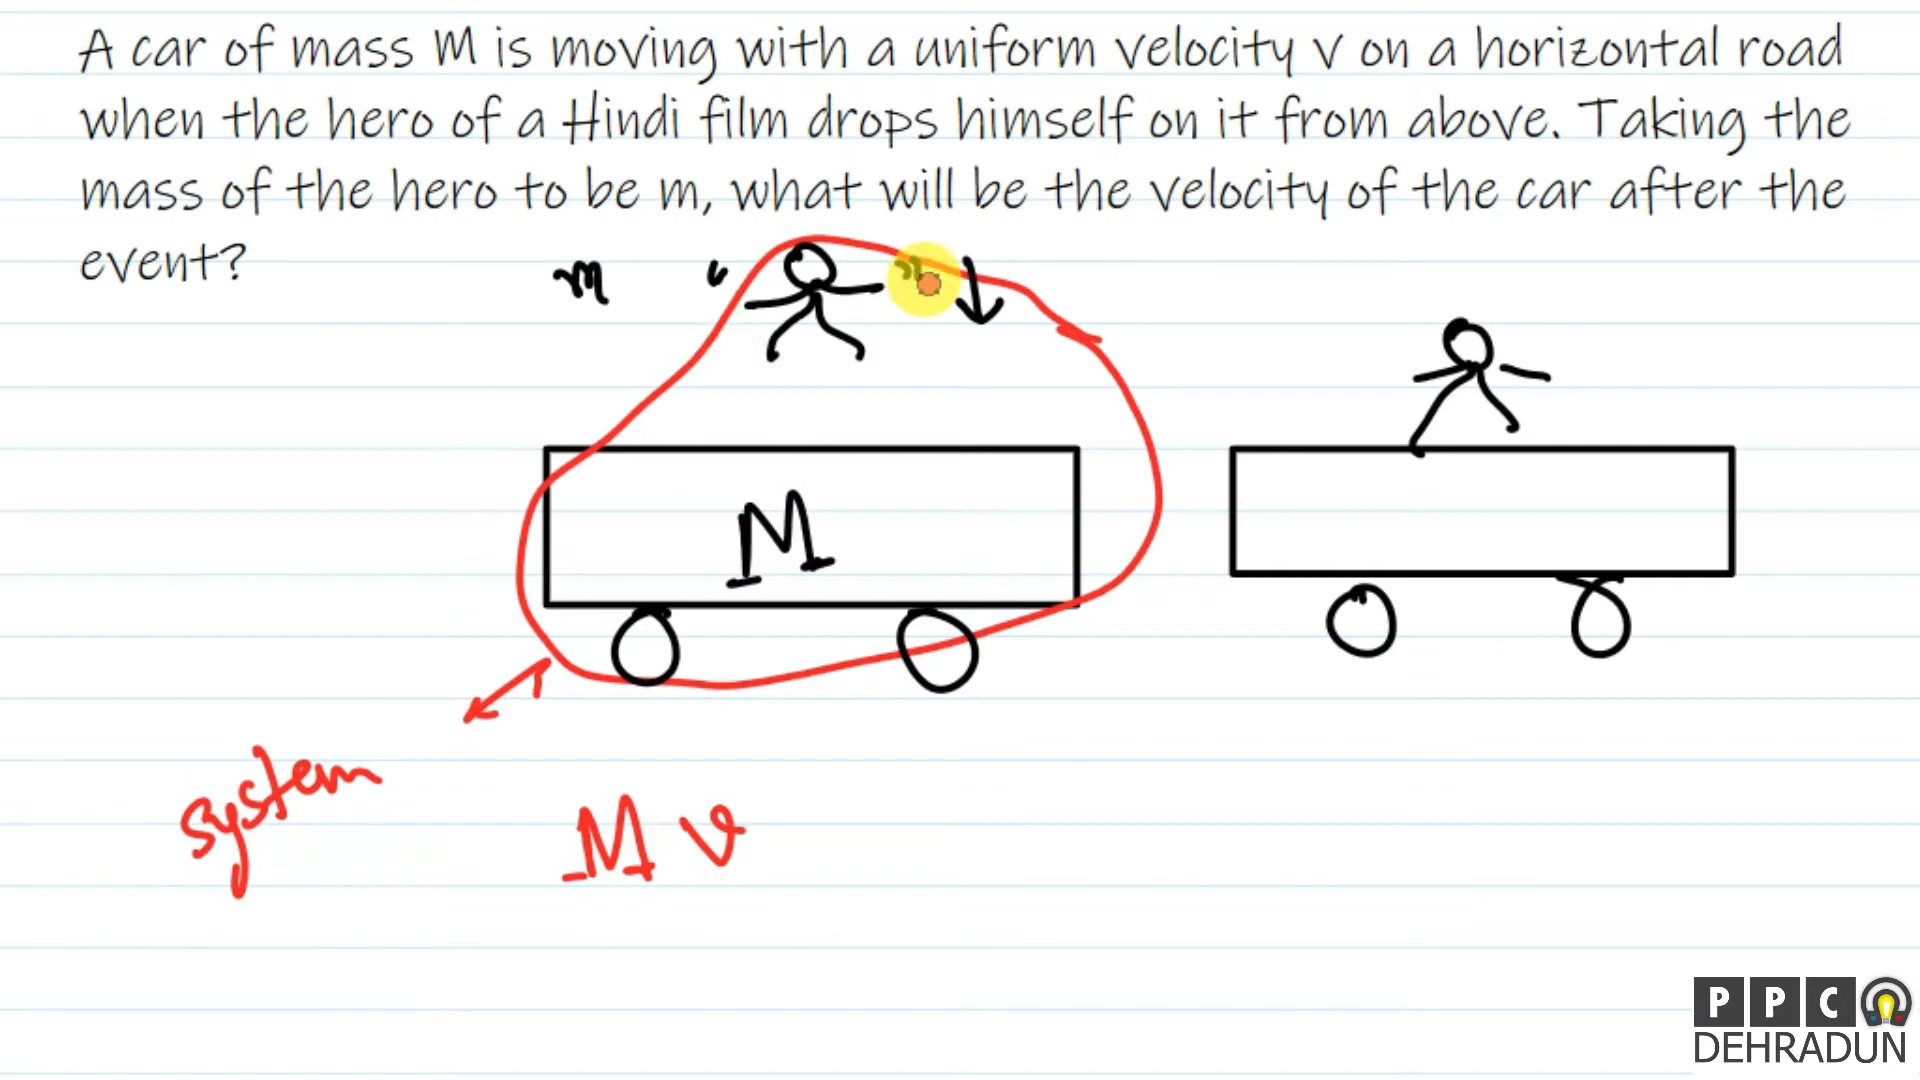 A car of mass M is moving with a uniform velocity v on a horizontal road
when the hero of a Hindi film drops himself on it from above. Taking the
mass of the hero to be m, what will be the velocity of the car after the
event?
m
M
system
M v
PPC
DEHRADUN